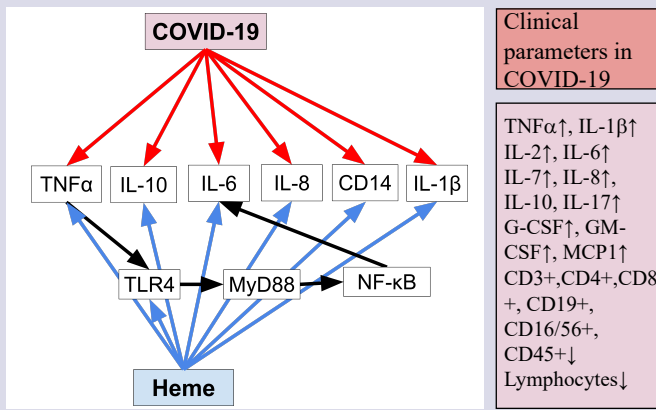 COVID-19
TNFα IL-10 IL-6 IL-8 CD14 IL-1β
TLR4 MyD88 NF-κB
Heme
Clinical
parameters in
COVID-19
TNFα↑, IL-1β↑
IL-2↑, IL-6↑
IL-7↑, IL-8↑,
IL-10, IL-17↑
G-CSF↑, GM-
CSF↑, MCP1↑
CD3+,CD4+,CD8
+, CD19+,
CD16/56+,
CD45+↓
Lymphocytes↓